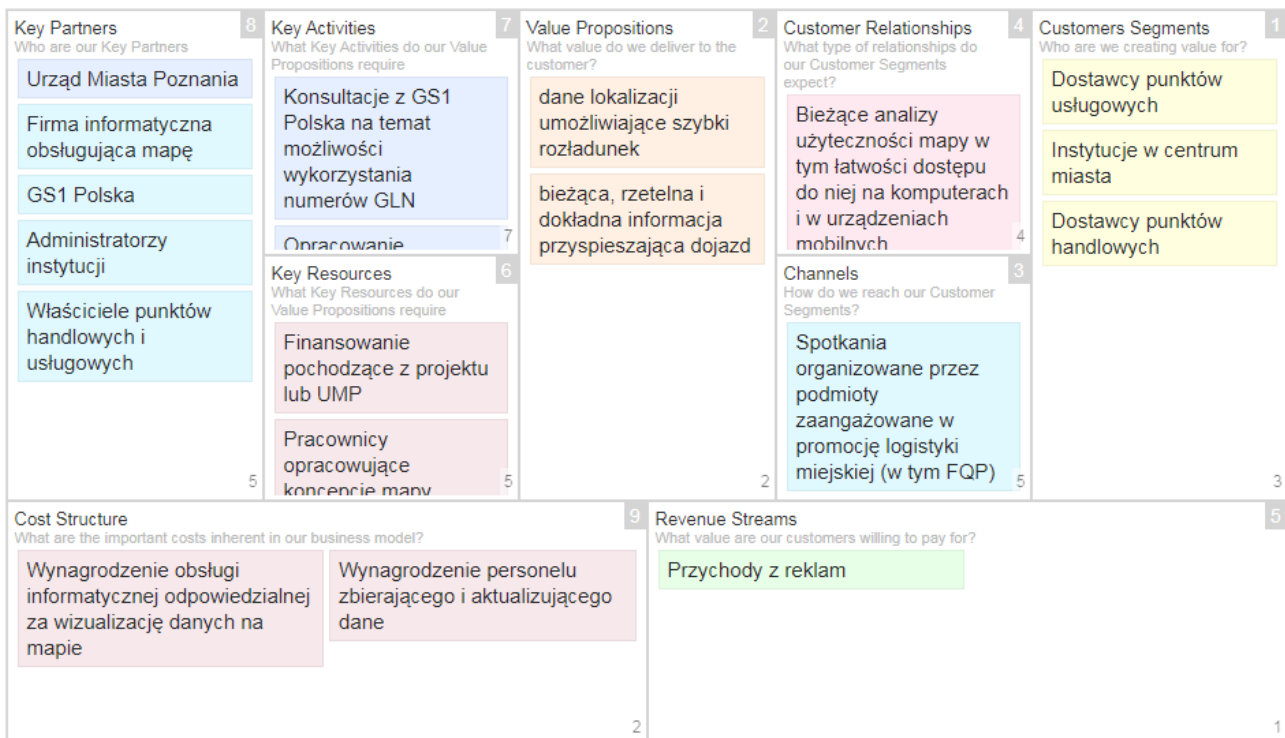 Key Partners
8
Who are our Key Partners
Urząd Miasta Poznania
Firma informatyczna
obsługująca mapę
GS1 Polska
Administratorzy
instytucji
Właściciele punktów
handlowych i
usługowych
5
Key Activities
7
What Key Activities do our Value
Propositions require
Konsultacje z GS1
Polska na temat
możliwości
wykorzystania
numerów GLN
Opracowanie
7
Key Resources
6
What Key Resources do our
Value Propositions require
Finansowanie
pochodzące z projektu
lub UMP
Pracownicy
opracowujące
koncepcję mapy
5
Value Propositions
2
What value do we deliver to the
customer?
dane lokalizacji
umożliwiające szybki
rozładunek
bieżąca, rzetelna i
dokładna informacja
przyspieszająca dojazd
2
Customer Relationships
4
What type of relationships do
our Customer Segments
expect?
Bieżące analizy
użyteczności mapy w
tym łatwości dostępu
do niej na komputerach
i w urządzeniach
mobilnych
4
Channels
3
How do we reach our Customer
Segments?
Spotkania
organizowane przez
podmioty
zaangażowane w
promocję logistyki
miejskiej (w tym FQP)
5
Customers Segments
1
Who are we creating value for?
Dostawcy punktów
usługowych
Instytucje w centrum
miasta
Dostawcy punktów
handlowych
3
Cost Structure
9
What are the important costs inherent in our business model?
Wynagrodzenie obsługi
informatycznej odpowiedzialnej
za wizualizację danych na
mapie
Wynagrodzenie personelu
zbierającego i aktualizującego
dane
2
Revenue Streams
5
What value are our customers willing to pay for?
Przychody z reklam
1